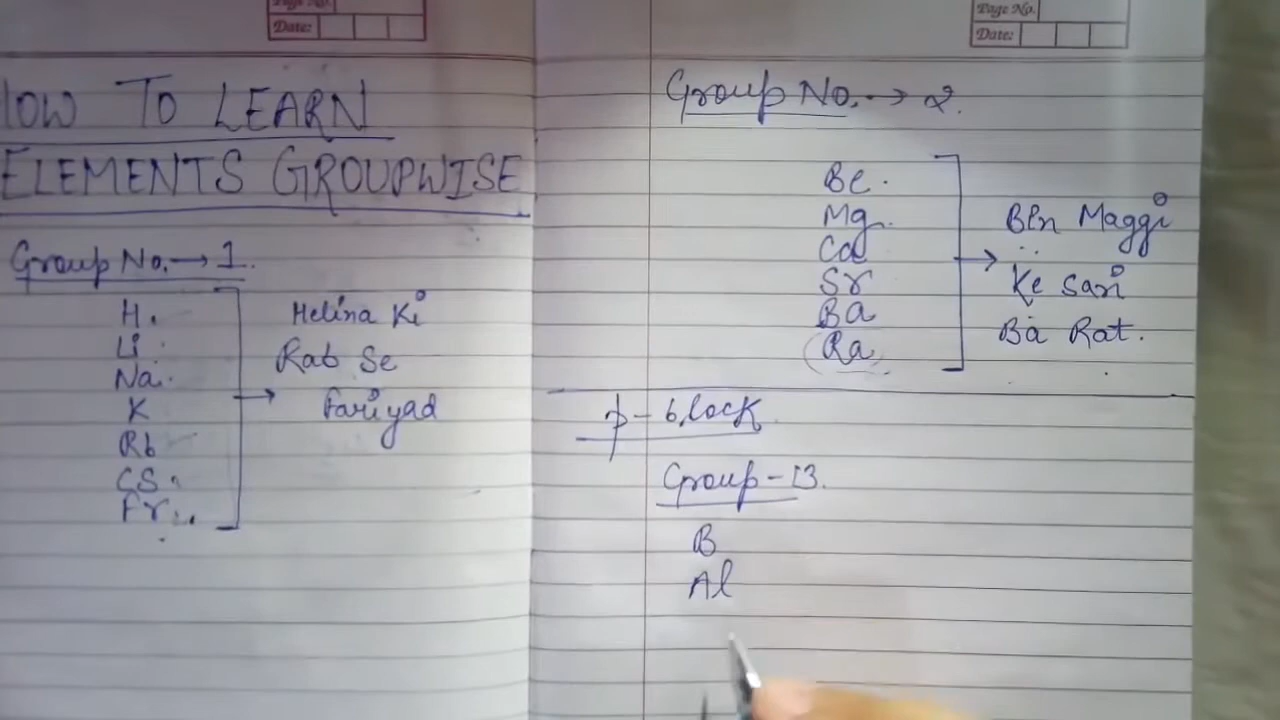 Page No.
Date:
HOW TO LEARN
ELEMENTS GROUPWISE
Group No. → 1.
H.
Li
Na.
K
Rb
CS.
Fr
→
Helina Ki
Rab Se
Fariyad
Page No.
Date:
Group No. → 2.
Be.
Mg.
Ca
Sr
Ba
Ra
→
Maggi
Ke Sari
Ba Rat.
p-block
Group-13.
B
Al